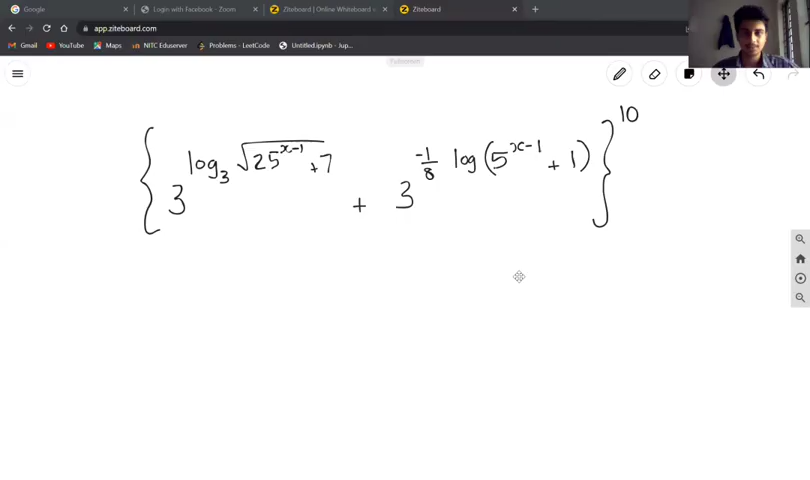 Google
Login with Facebook - Zoom
Ziteboard | Online Whiteboard
Ziteboard
app.ziteboard.com
Gmail YouTube Maps NITC Eduserver Problems - LeetCode Untitled.ipynb - Jup...
{3^(log₃ √(25^(x-1) + 7)) + 3^(-1/8 log(5^(x-1) + 1))}^10